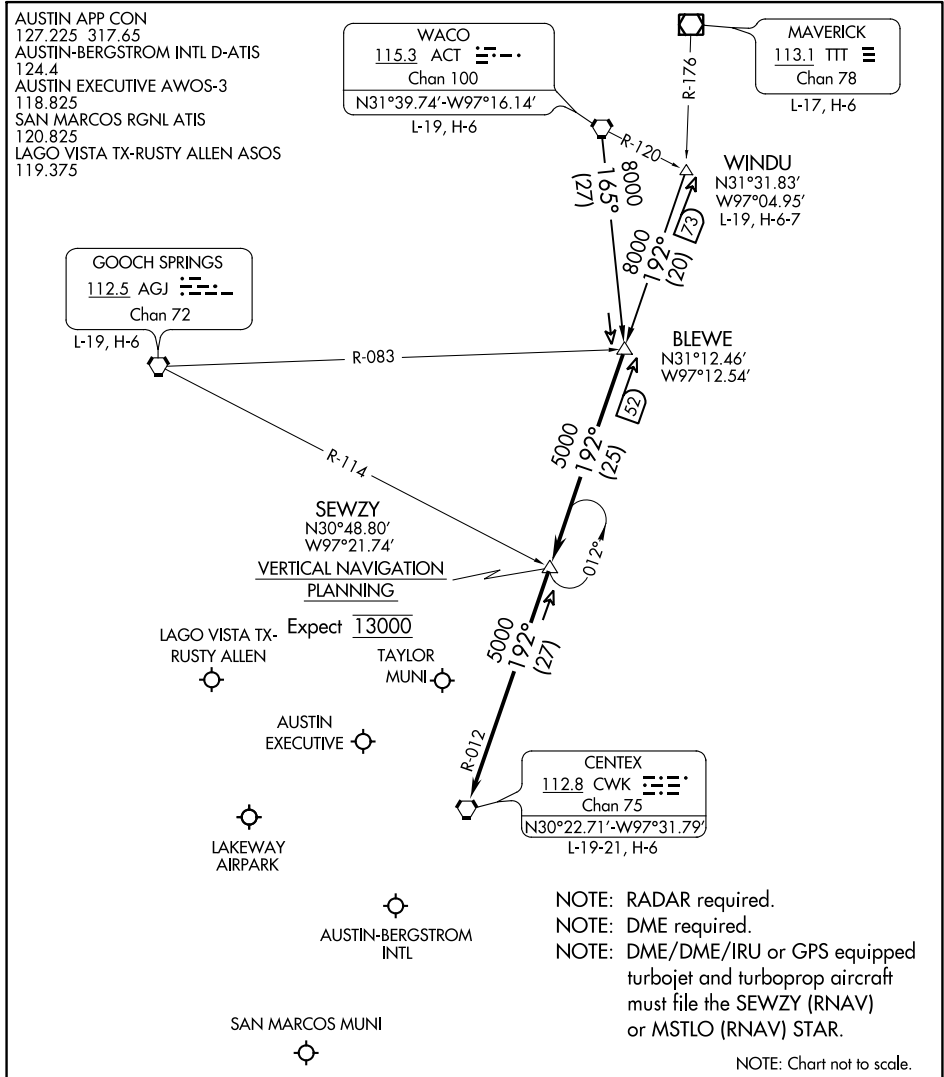 AUSTIN APP CON
127.225 317.65
AUSTIN-BERGSTROM INTL D-ATIS
124.4
AUSTIN EXECUTIVE AWOS-3
118.825
SAN MARCOS RGNL ATIS
120.825
LAGO VISTA TX-RUSTY ALLEN ASOS
119.375
WACO
115.3 ACT
Chan 100
N31°39.74'-W97°16.14'
L-19, H-6
MAVERICK
113.1 TTT
Chan 78
L-17, H-6
R-176
R-120
WINDU
N31°31.83'
W97°04.95'
L-19, H-6-7
8000
165°
(27)
73
8000
192°
(20)
GOOCH SPRINGS
112.5 AGJ
Chan 72
L-19, H-6
R-083
BLEWE
N31°12.46'
W97°12.54'
52
5000
192°
(25)
R-114
SEWZY
N30°48.80'
W97°21.74'
VERTICAL NAVIGATION
PLANNING
Expect 13000
012°
5000
192°
(27)
LAGO VISTA TX-
RUSTY ALLEN
TAYLOR
MUNI
AUSTIN
EXECUTIVE
R-012
CENTEX
112.8 CWK
Chan 75
N30°22.71'-W97°31.79'
L-19-21, H-6
LAKEWAY
AIRPARK
AUSTIN-BERGSTROM
INTL
SAN MARCOS MUNI
NOTE: RADAR required.
NOTE: DME required.
NOTE: DME/DME/IRU or GPS equipped
turbojet and turboprop aircraft
must file the SEWZY (RNAV)
or MSTLO (RNAV) STAR.
NOTE: Chart not to scale.